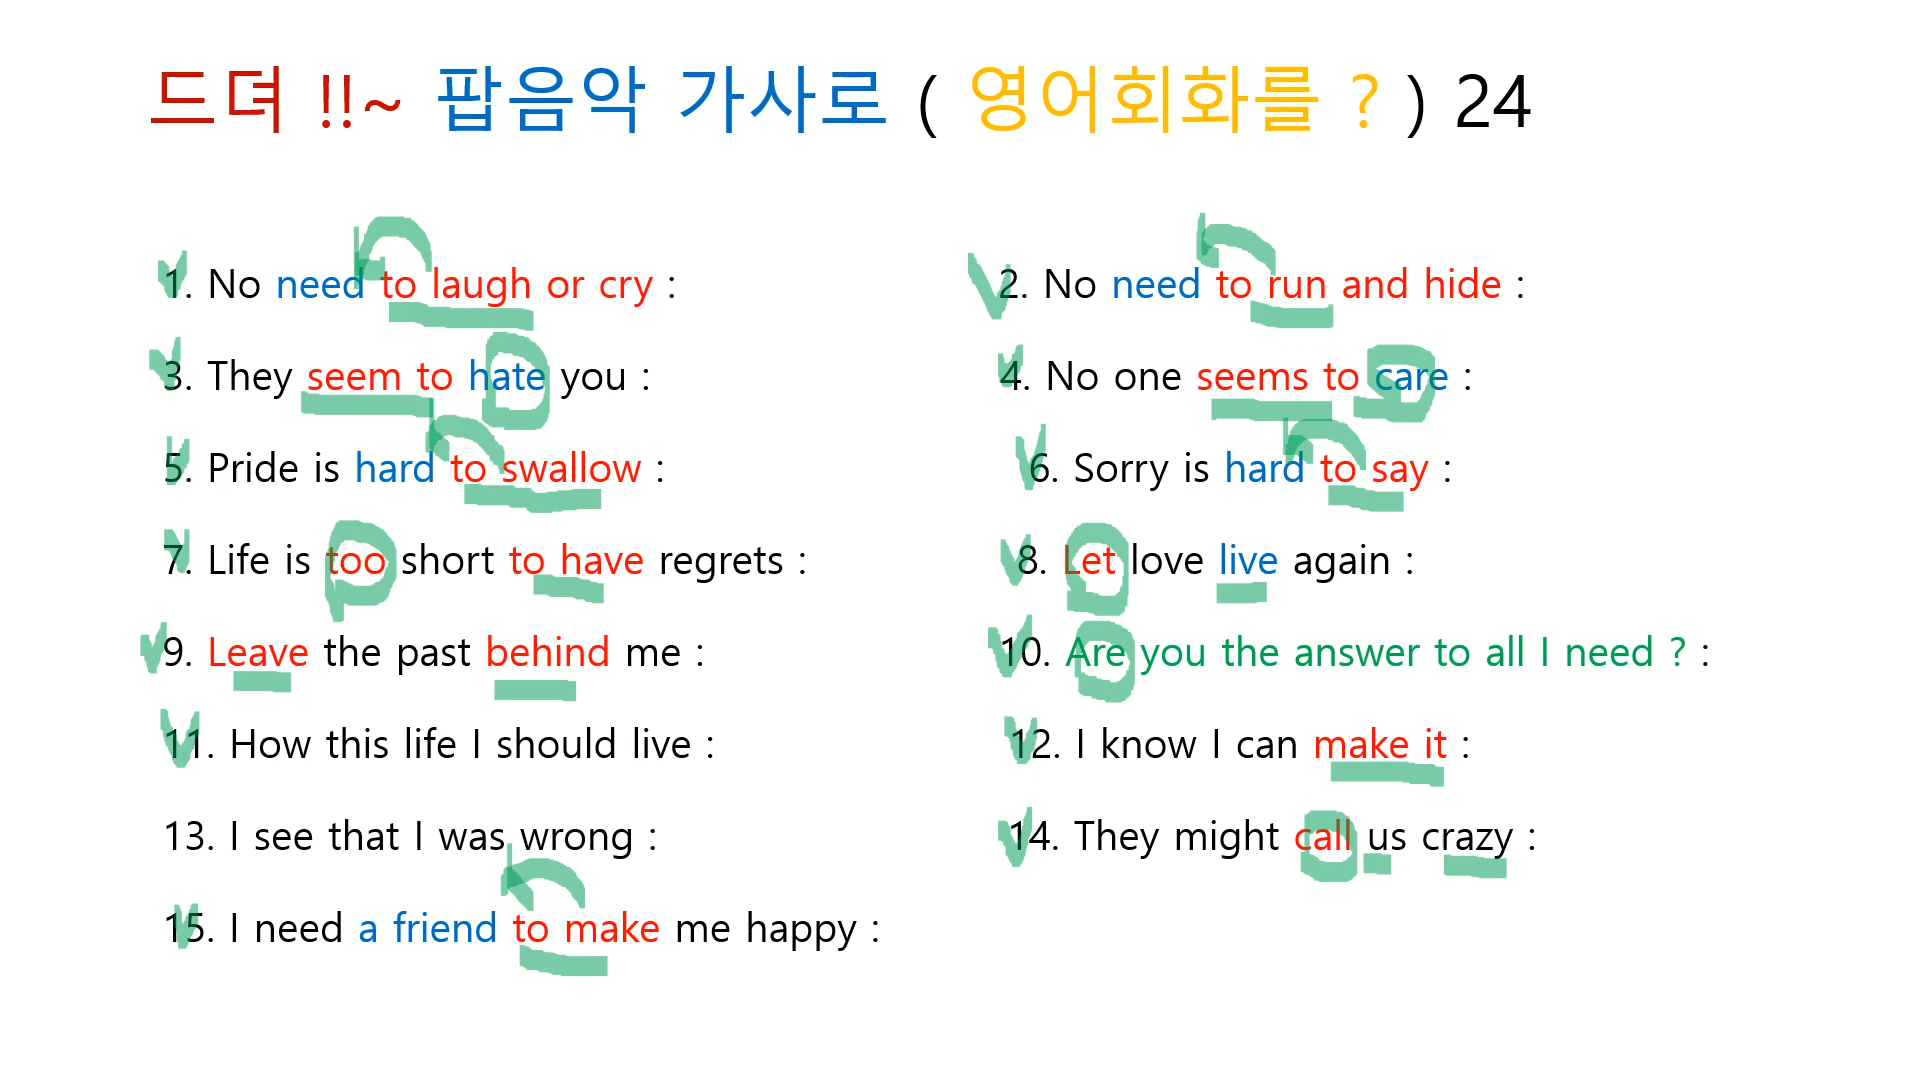 드뎌 !!~ 팝음악 가사로 ( 영어회화를 ? ) 24
1. No need to laugh or cry :
2. No need to run and hide :
3. They seem to hate you :
4. No one seems to care :
5. Pride is hard to swallow :
6. Sorry is hard to say :
7. Life is too short to have regrets :
8. Let love live again :
9. Leave the past behind me :
10. Are you the answer to all I need ? :
11. How this life I should live :
12. I know I can make it :
13. I see that I was wrong :
14. They might call us crazy :
15. I need a friend to make me happy :